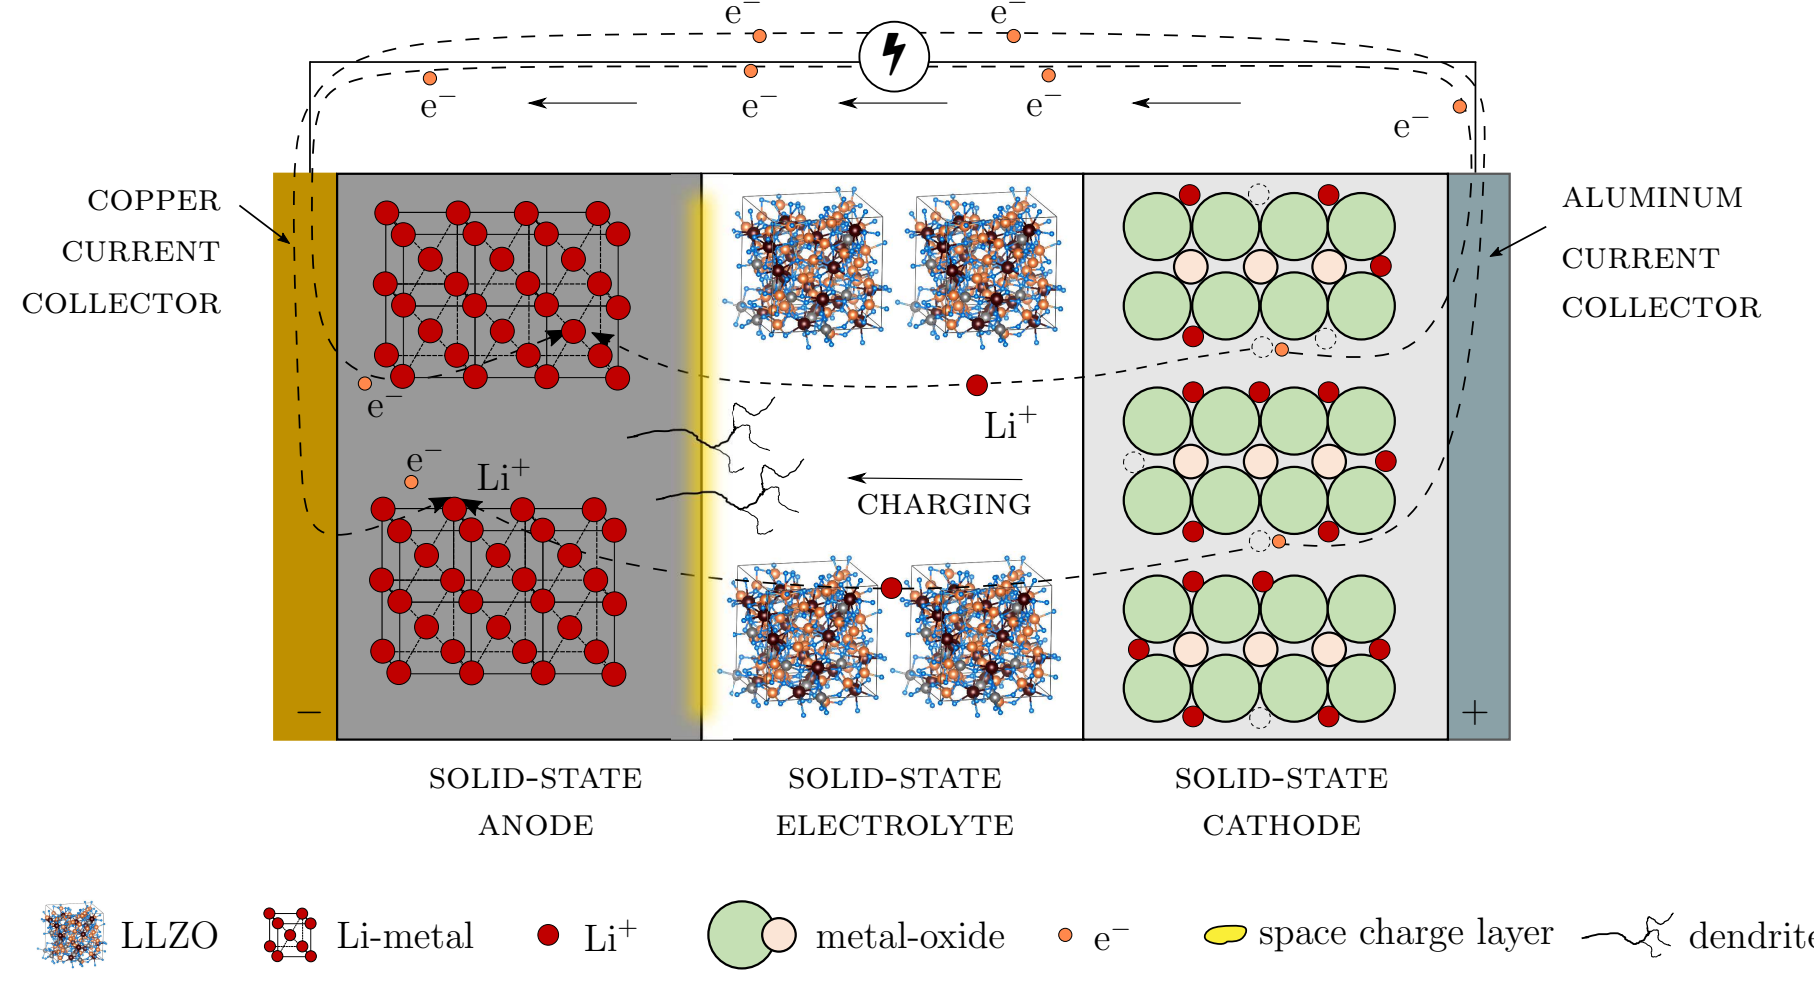 e⁻ e⁻
e⁻ e⁻ e⁻ e⁻
COPPER
CURRENT
COLLECTOR
ALUMINUM
CURRENT
COLLECTOR
e⁻
Li⁺
e⁻ Li⁺
CHARGING
− +
SOLID-STATE
ANODE
SOLID-STATE
ELECTROLYTE
SOLID-STATE
CATHODE
LLZO Li-metal Li⁺ metal-oxide e⁻ space charge layer dendrite